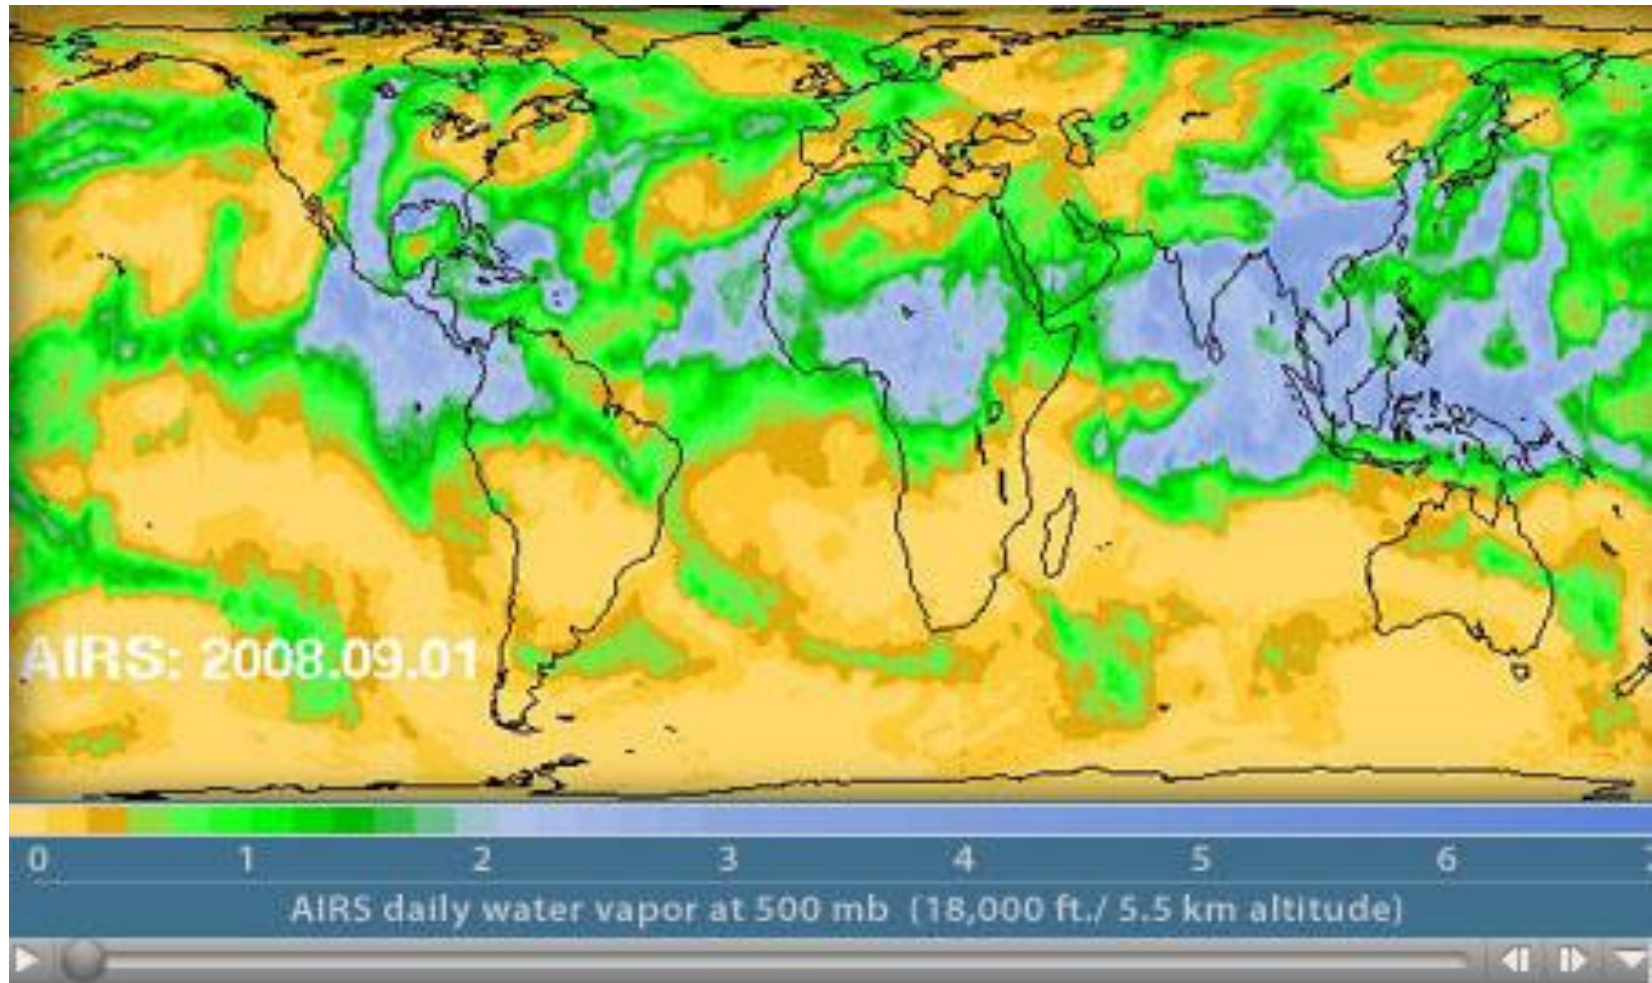 AIRS: 2008.09.01
0 1 2 3 4 5 6 7
AIRS daily water vapor at 500 mb (18,000 ft./ 5.5 km altitude)